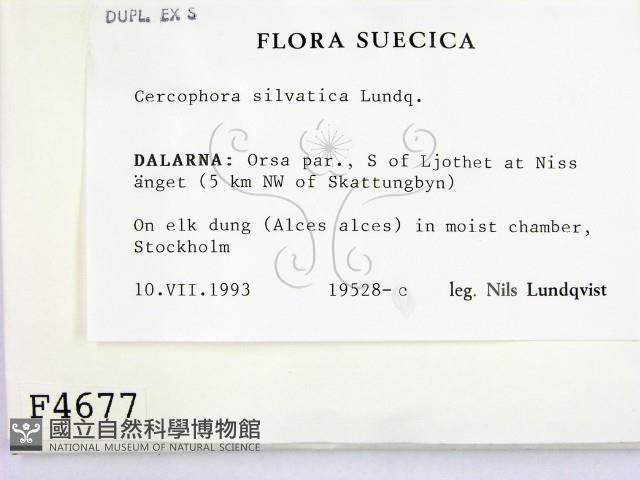 DUPL. EX S
FLORA SUECICA
Cercophora silvatica Lundq.
DALARNA: Orsa par., S of Ljothet at Niss
änget (5 km NW of Skattungbyn)
On elk dung (Alces alces) in moist chamber,
Stockholm
10.VII.1993 19528-c leg. Nils Lundqvist
F4677
國立自然科學博物館
NATIONAL MUSEUM OF NATURAL SCIENCE